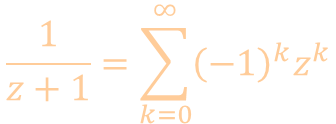 1/(z + 1) = ∑_{k=0}^{∞} (−1)^k z^k